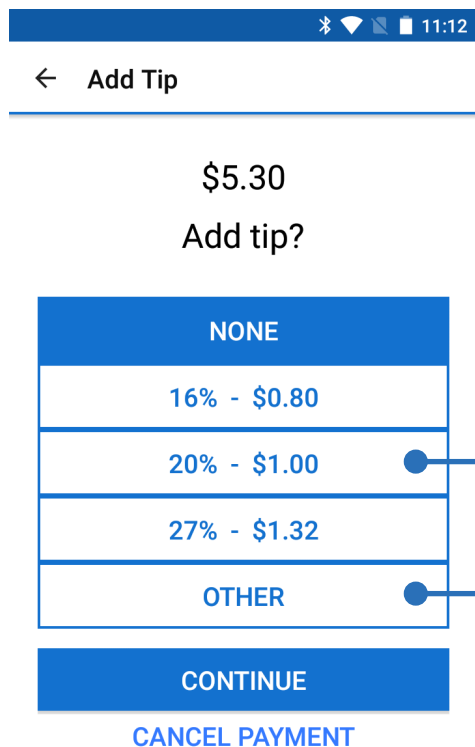 11:12
Add Tip
$5.30
Add tip?
NONE
16% - $0.80
20% - $1.00
27% - $1.32
OTHER
CONTINUE
CANCEL PAYMENT